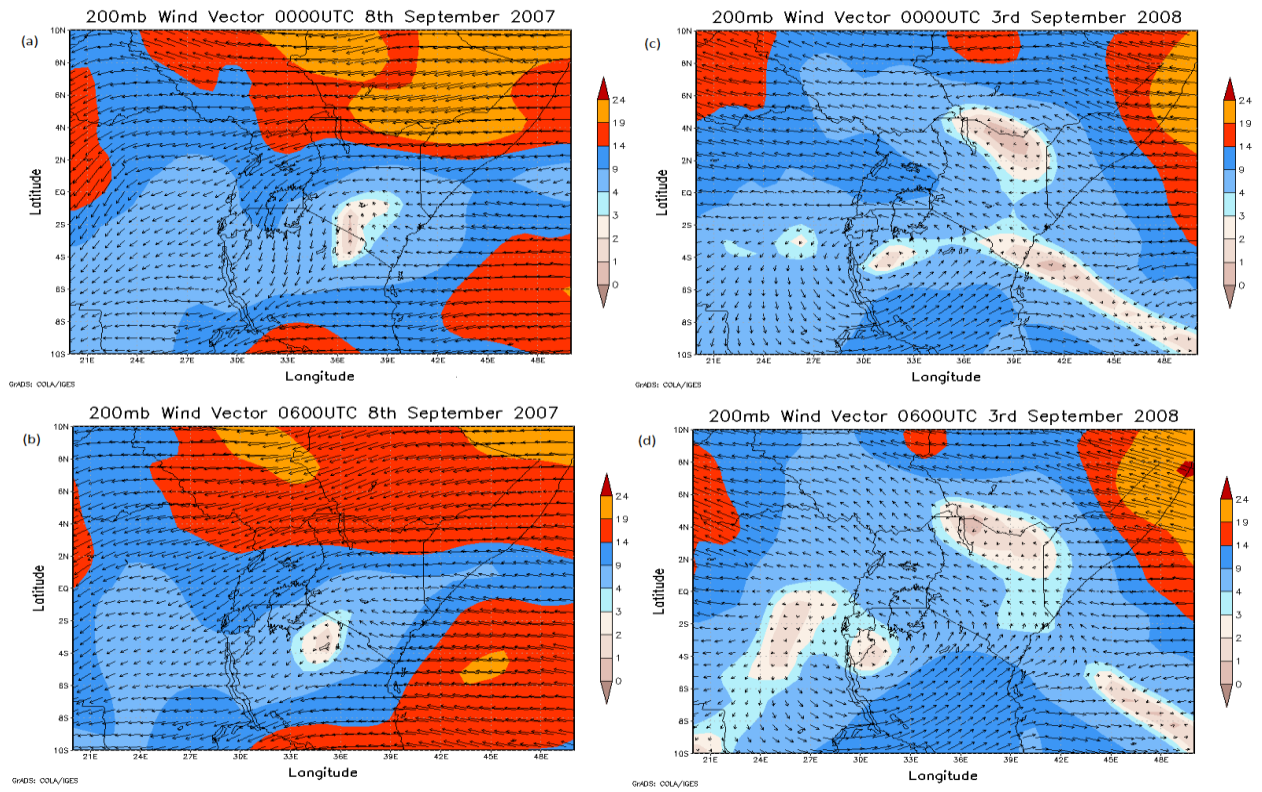 200mb Wind Vector 0000UTC 8th September 2007
(a)
10N
8N
6N
4N
2N
EQ
2S
4S
6S
8S
10S
Latitude
21E 24E 27E 30E 33E 36E 39E 42E 45E 48E
Longitude
24
19
14
9
4
3
2
1
0
GrADS: COLA/IGES
200mb Wind Vector 0000UTC 3rd September 2008
(c)
10N
8N
6N
4N
2N
EQ
2S
4S
6S
8S
10S
Latitude
21E 24E 27E 30E 33E 36E 39E 42E 45E 48E
Longitude
24
19
14
9
4
3
2
1
0
GrADS: COLA/IGES
200mb Wind Vector 0600UTC 8th September 2007
(b)
10N
8N
6N
4N
2N
EQ
2S
4S
6S
8S
10S
Latitude
21E 24E 27E 30E 33E 36E 39E 42E 45E 48E
Longitude
24
19
14
9
4
3
2
1
0
GrADS: COLA/IGES
200mb Wind Vector 0600UTC 3rd September 2008
(d)
10N
8N
6N
4N
2N
EQ
2S
4S
6S
8S
10S
Latitude
21E 24E 27E 30E 33E 36E 39E 42E 45E 48E
Longitude
24
19
14
9
4
3
2
1
0
GrADS: COLA/IGES